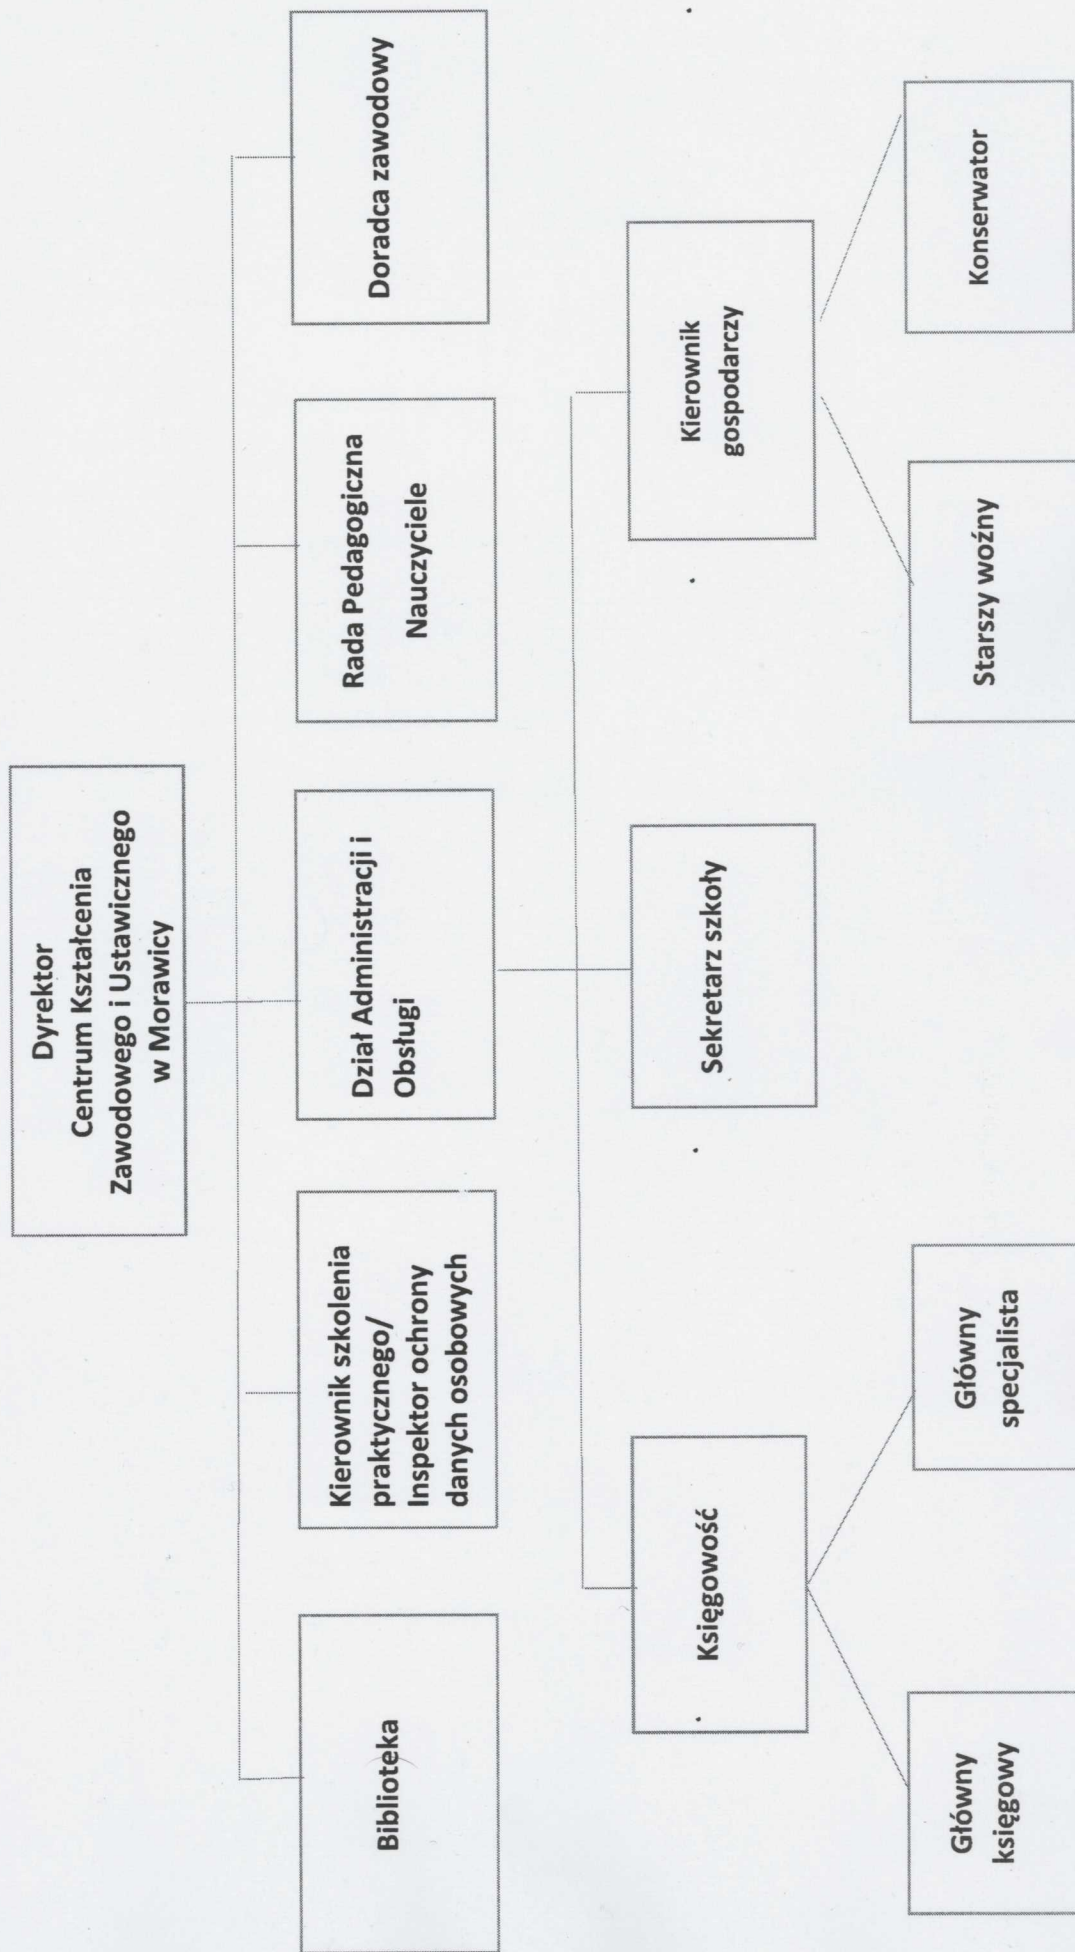 Dyrektor
Centrum Kształcenia
Zawodowego i Ustawicznego
w Morawicy
Biblioteka
Kierownik szkolenia
praktycznego/
Inspektor ochrony
danych osobowych
Dział Administracji i
Obsługi
Rada Pedagogiczna
Nauczyciele
Doradca zawodowy
Księgowość
Sekretarz szkoły
Kierownik
gospodarczy
Główny
księgowy
Główny
specjalista
Starszy woźny
Konserwator